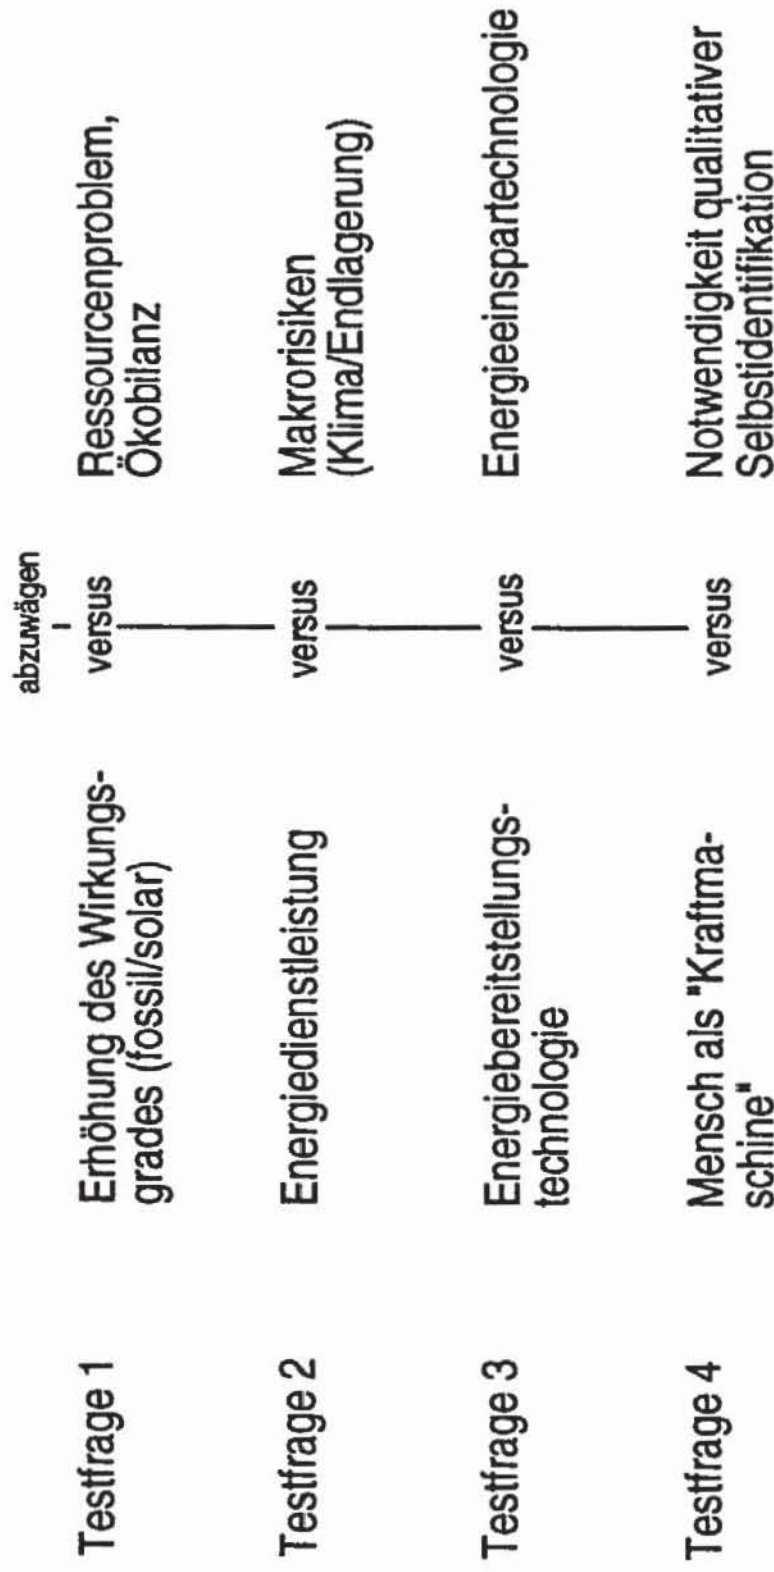 abzuwägen
Testfrage 1
Erhöhung des Wirkungs-
grades (fossil/solar)
versus
Ressourcenproblem,
Ökobilanz
Testfrage 2
Energiedienstleistung
versus
Makrorisiken
(Klima/Endlagerung)
Testfrage 3
Energiebereitstellungs-
technologie
versus
Energieeinspartechnologie
Testfrage 4
Mensch als "Kraftma-
schine"
versus
Notwendigkeit qualitativer
Selbstidentifikation